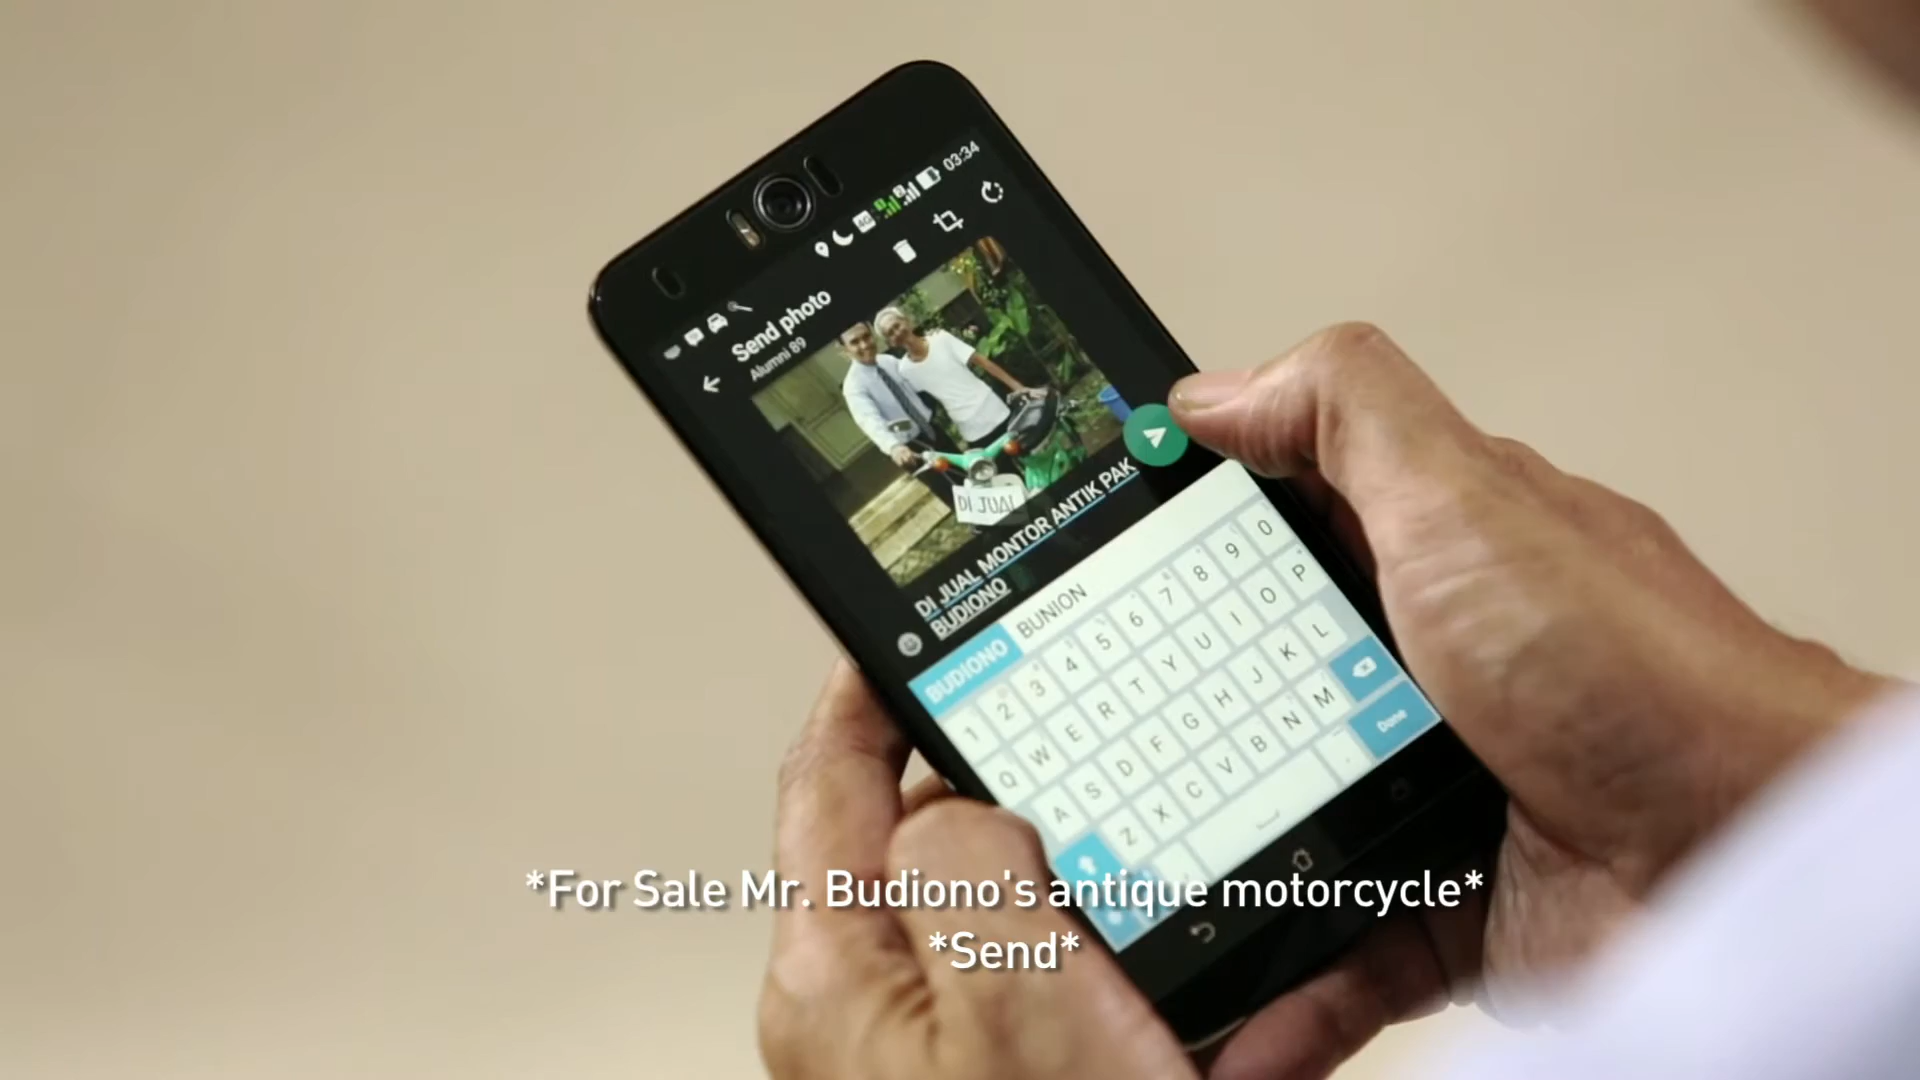 03:34
Send photo
Alumni 89
DI JUAL
DI JUAL MONTOR ANTIK PAK
BUDIONO
BUDIONO BUNION
1 2 3 4 5 6 7 8 9 0
Q W E R T Y U I O P
A S D F G H J K L
Z X C V B N M
Done
*For Sale Mr. Budiono's antique motorcycle*
*Send*